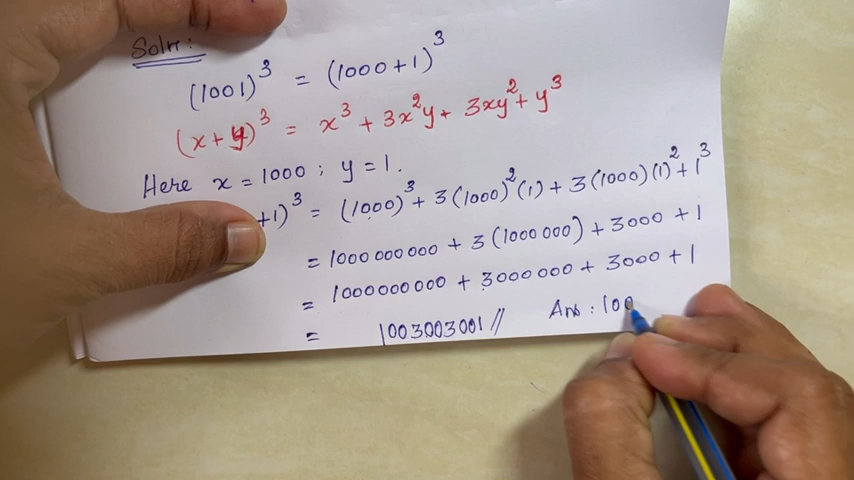 Soln:
(1001)³ = (1000+1)³
(x+y)³ = x³ + 3x²y + 3xy² + y³
Here x = 1000 ; y = 1.
+1)³ = (1000)³ + 3(1000)²(1) + 3(1000)(1)² + 1³
= 1000000000 + 3(1000000) + 3000 + 1
= 1000000000 + 3000000 + 3000 + 1
= 1003003001// Ans : 100